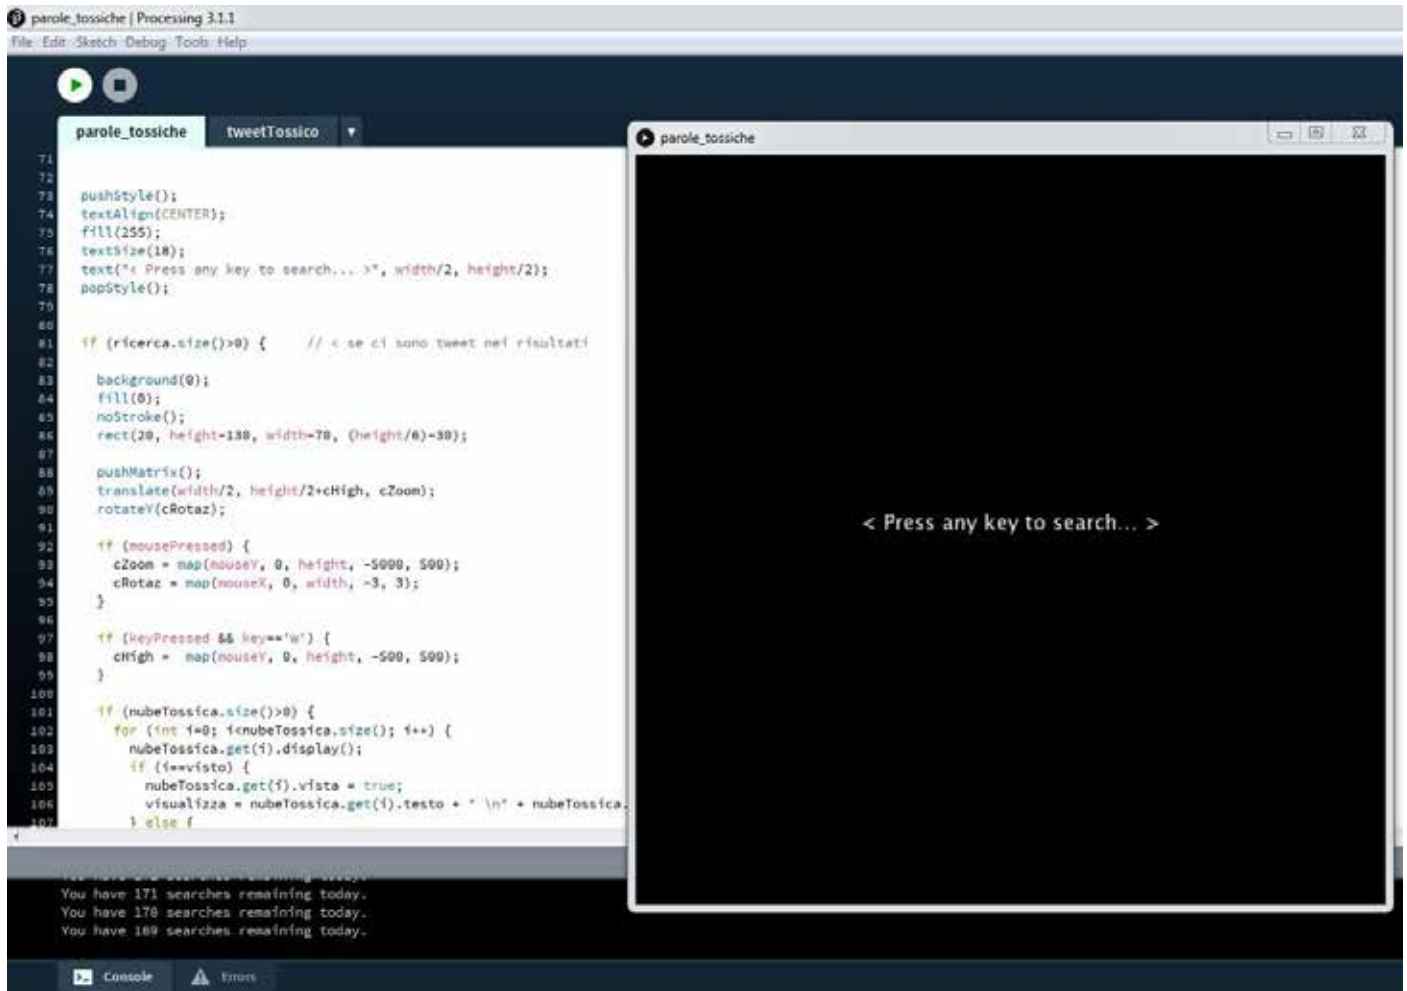 parole_tossiche | Processing 3.1.1
File Edit Sketch Debug Tools Help
parole_tossiche tweetTossico
71
72
73 pushStyle();
74 textAlign(CENTER);
75 fill(255);
76 textSize(18);
77 text("< Press any key to search... >", width/2, height/2);
78 popStyle();
79
80
81 if (ricerca.size()>0) { // < se ci sono tweet nei risultati
82
83 background(0);
84 fill(0);
85 noStroke();
86 rect(20, height-130, width-70, (height/6)-30);
87
88 pushMatrix();
89 translate(width/2, height/2+cHigh, cZoom);
90 rotateY(cRotaz);
91
92 if (mousePressed) {
93 cZoom = map(mouseY, 0, height, -5000, 500);
94 cRotaz = map(mouseX, 0, width, -3, 3);
95 }
96
97 if (keyPressed && key=='w') {
98 cHigh = map(mouseY, 0, height, -500, 500);
99 }
100
101 if (nubeTossica.size()>0) {
102 for (int i=0; i<nubeTossica.size(); i++) {
103 nubeTossica.get(i).display();
104 if (i==visto) {
105 nubeTossica.get(i).vista = true;
106 visualizza = nubeTossica.get(i).testo + " \n" + nubeTossica.
107 } else {
You have 171 searches remaining today.
You have 170 searches remaining today.
You have 169 searches remaining today.
Console Errors
parole_tossiche
< Press any key to search... >